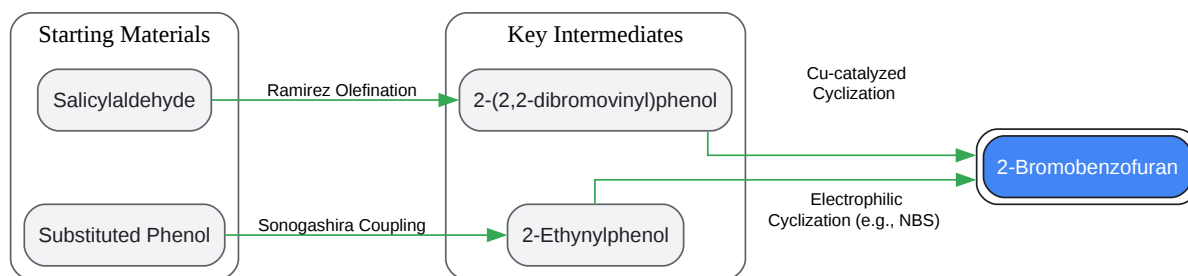 Starting Materials
Key Intermediates
Salicylaldehyde
Ramirez Olefination
2-(2,2-dibromovinyl)phenol
Cu-catalyzed
Cyclization
2-Bromobenzofuran
Substituted Phenol
Sonogashira Coupling
2-Ethynylphenol
Electrophilic
Cyclization (e.g., NBS)